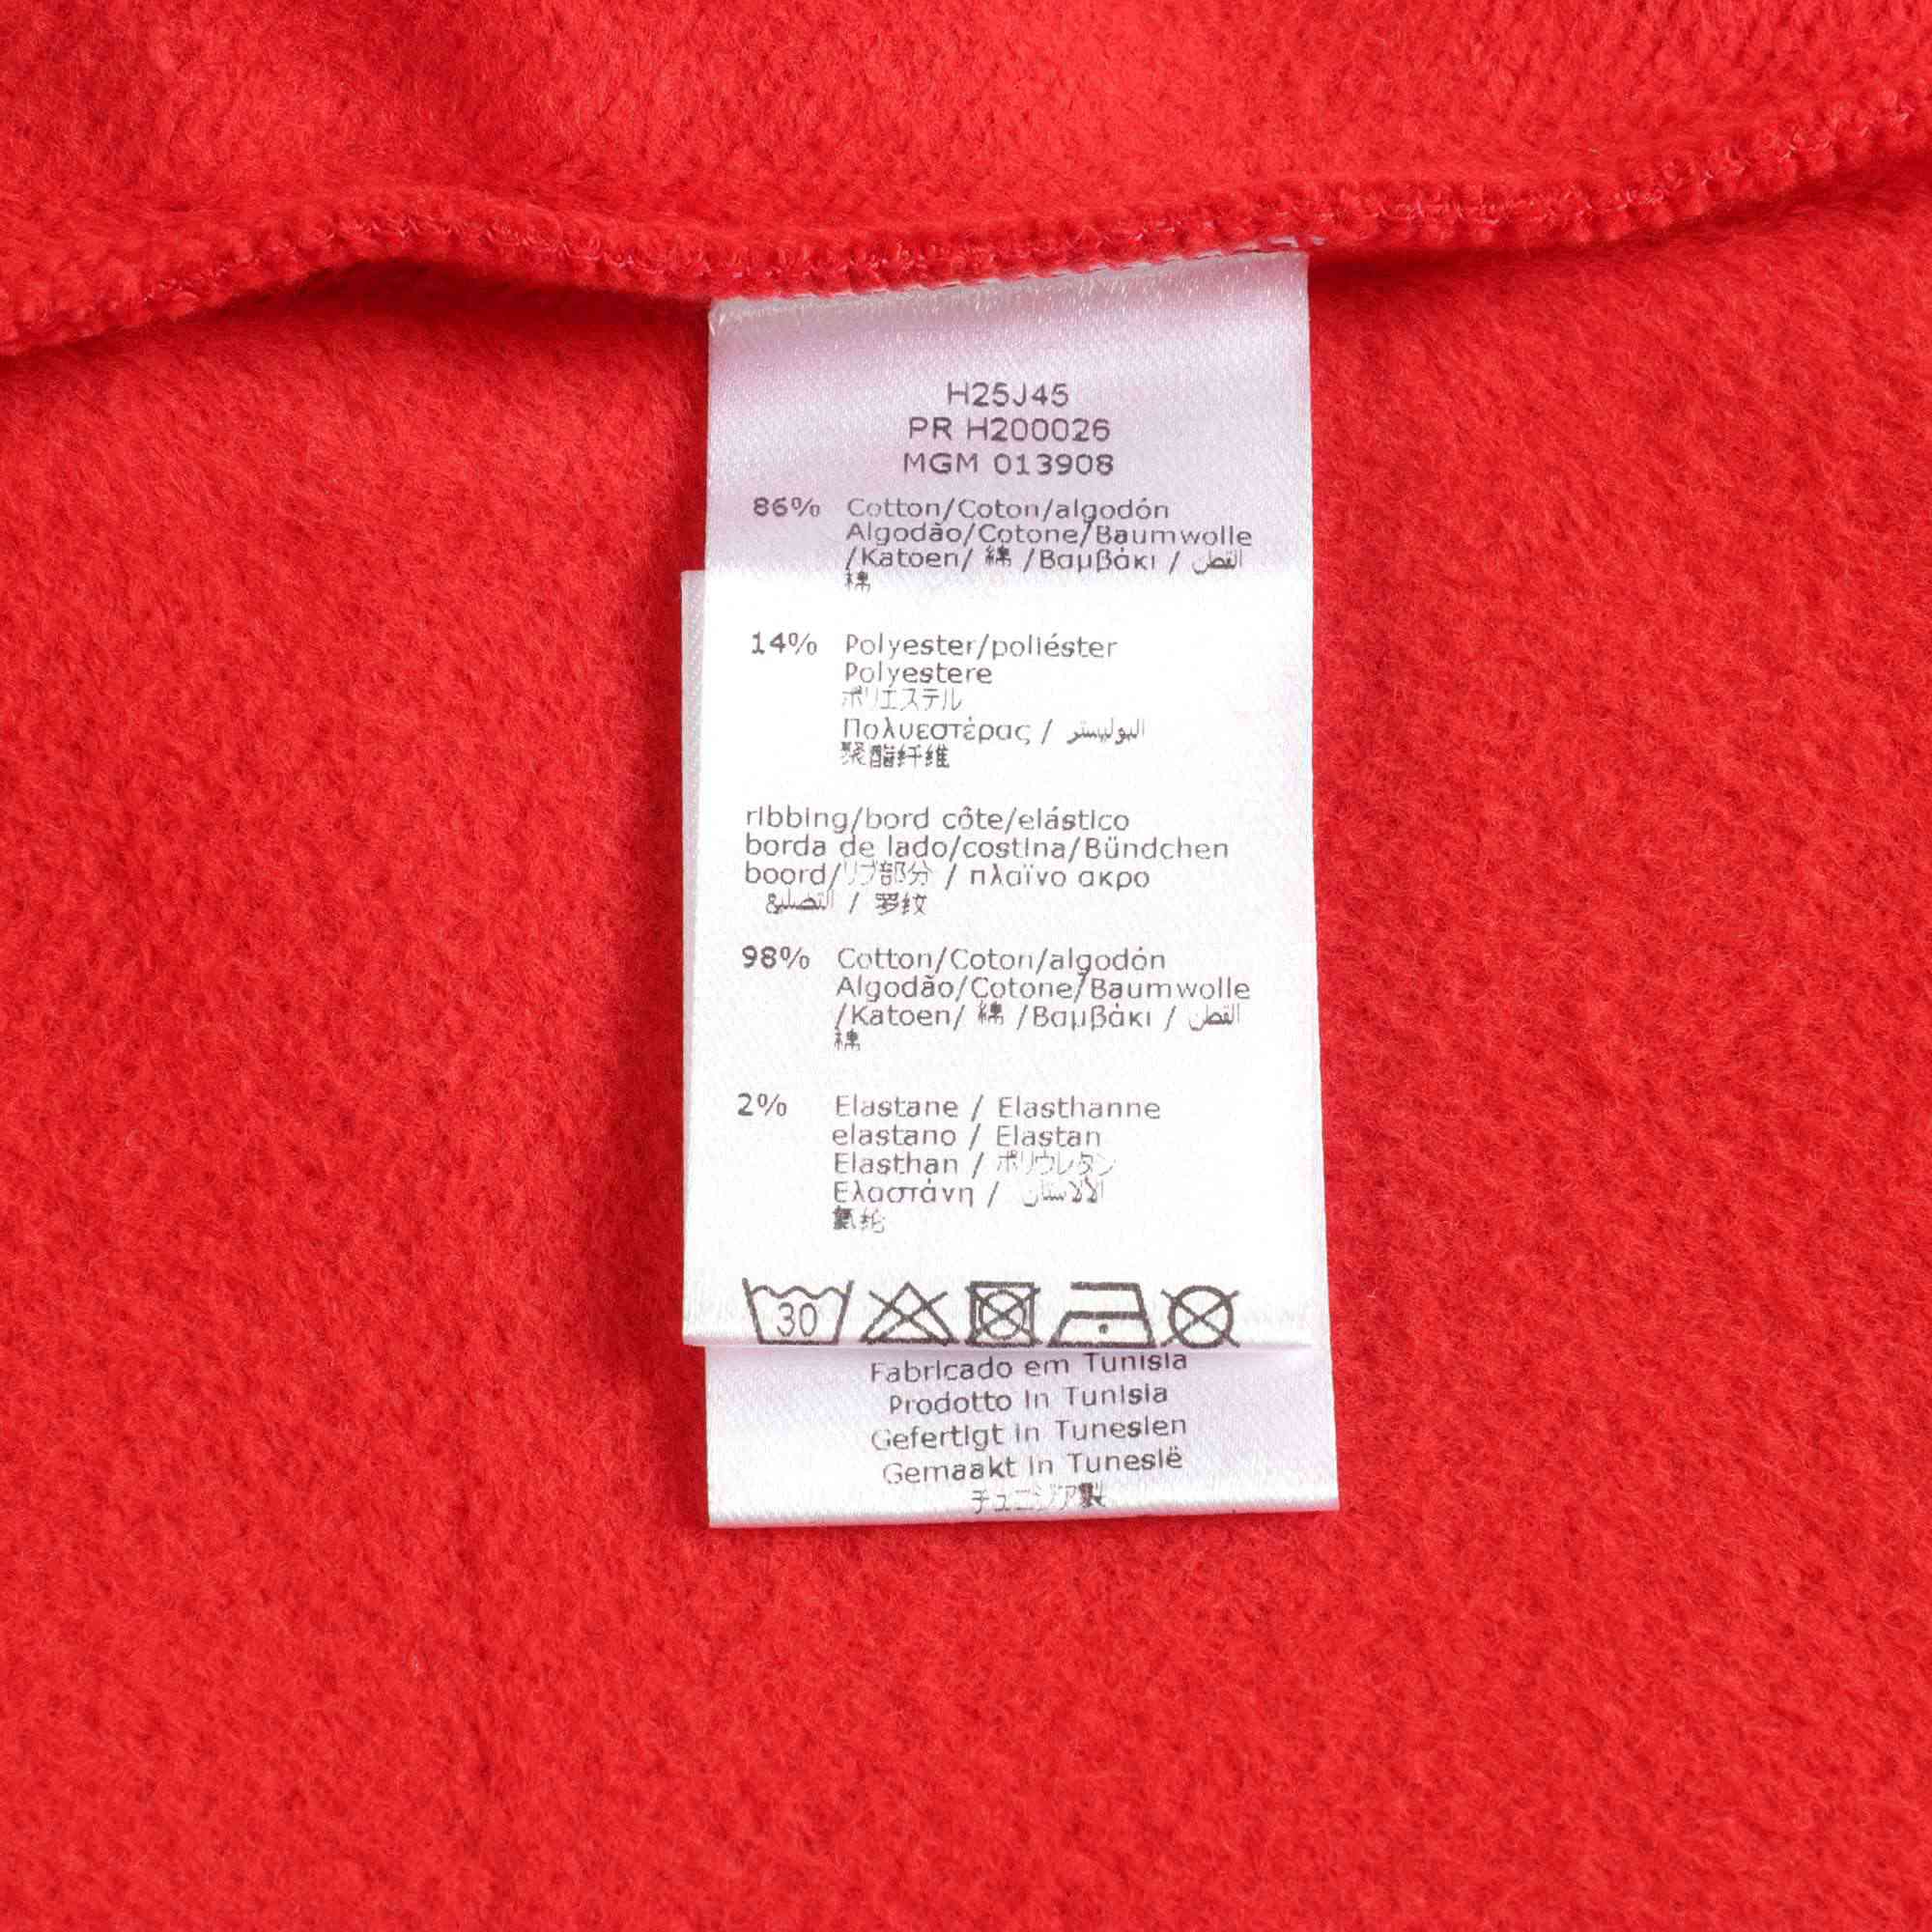 H25J45
PR H200026
MGM 013908
86% Cotton/Coton/algodón
Algodão/Cotone/Baumwolle
/Katoen/ 綿 /Βαμβάκι / القطن
棉
14% Polyester/poliéster
Polyestere
ポリエステル
Πολυεστέρας / البوليستر
聚酯纤维
ribbing/bord côte/elástico
borda de lado/costina/Bündchen
boord/リブ部分 / πλαϊνο ακρο
التضليع / 罗纹
98% Cotton/Coton/algodón
Algodão/Cotone/Baumwolle
/Katoen/ 綿 /Βαμβάκι / القطن
棉
2% Elastane / Elasthanne
elastano / Elastan
Elasthan / ポリウレタン
Ελαστάνη / الالاستان
氨纶
30
Fabricado em Tunisia
Prodotto in Tunisia
Gefertigt in Tunesien
Gemaakt in Tunesië
チュニジア製